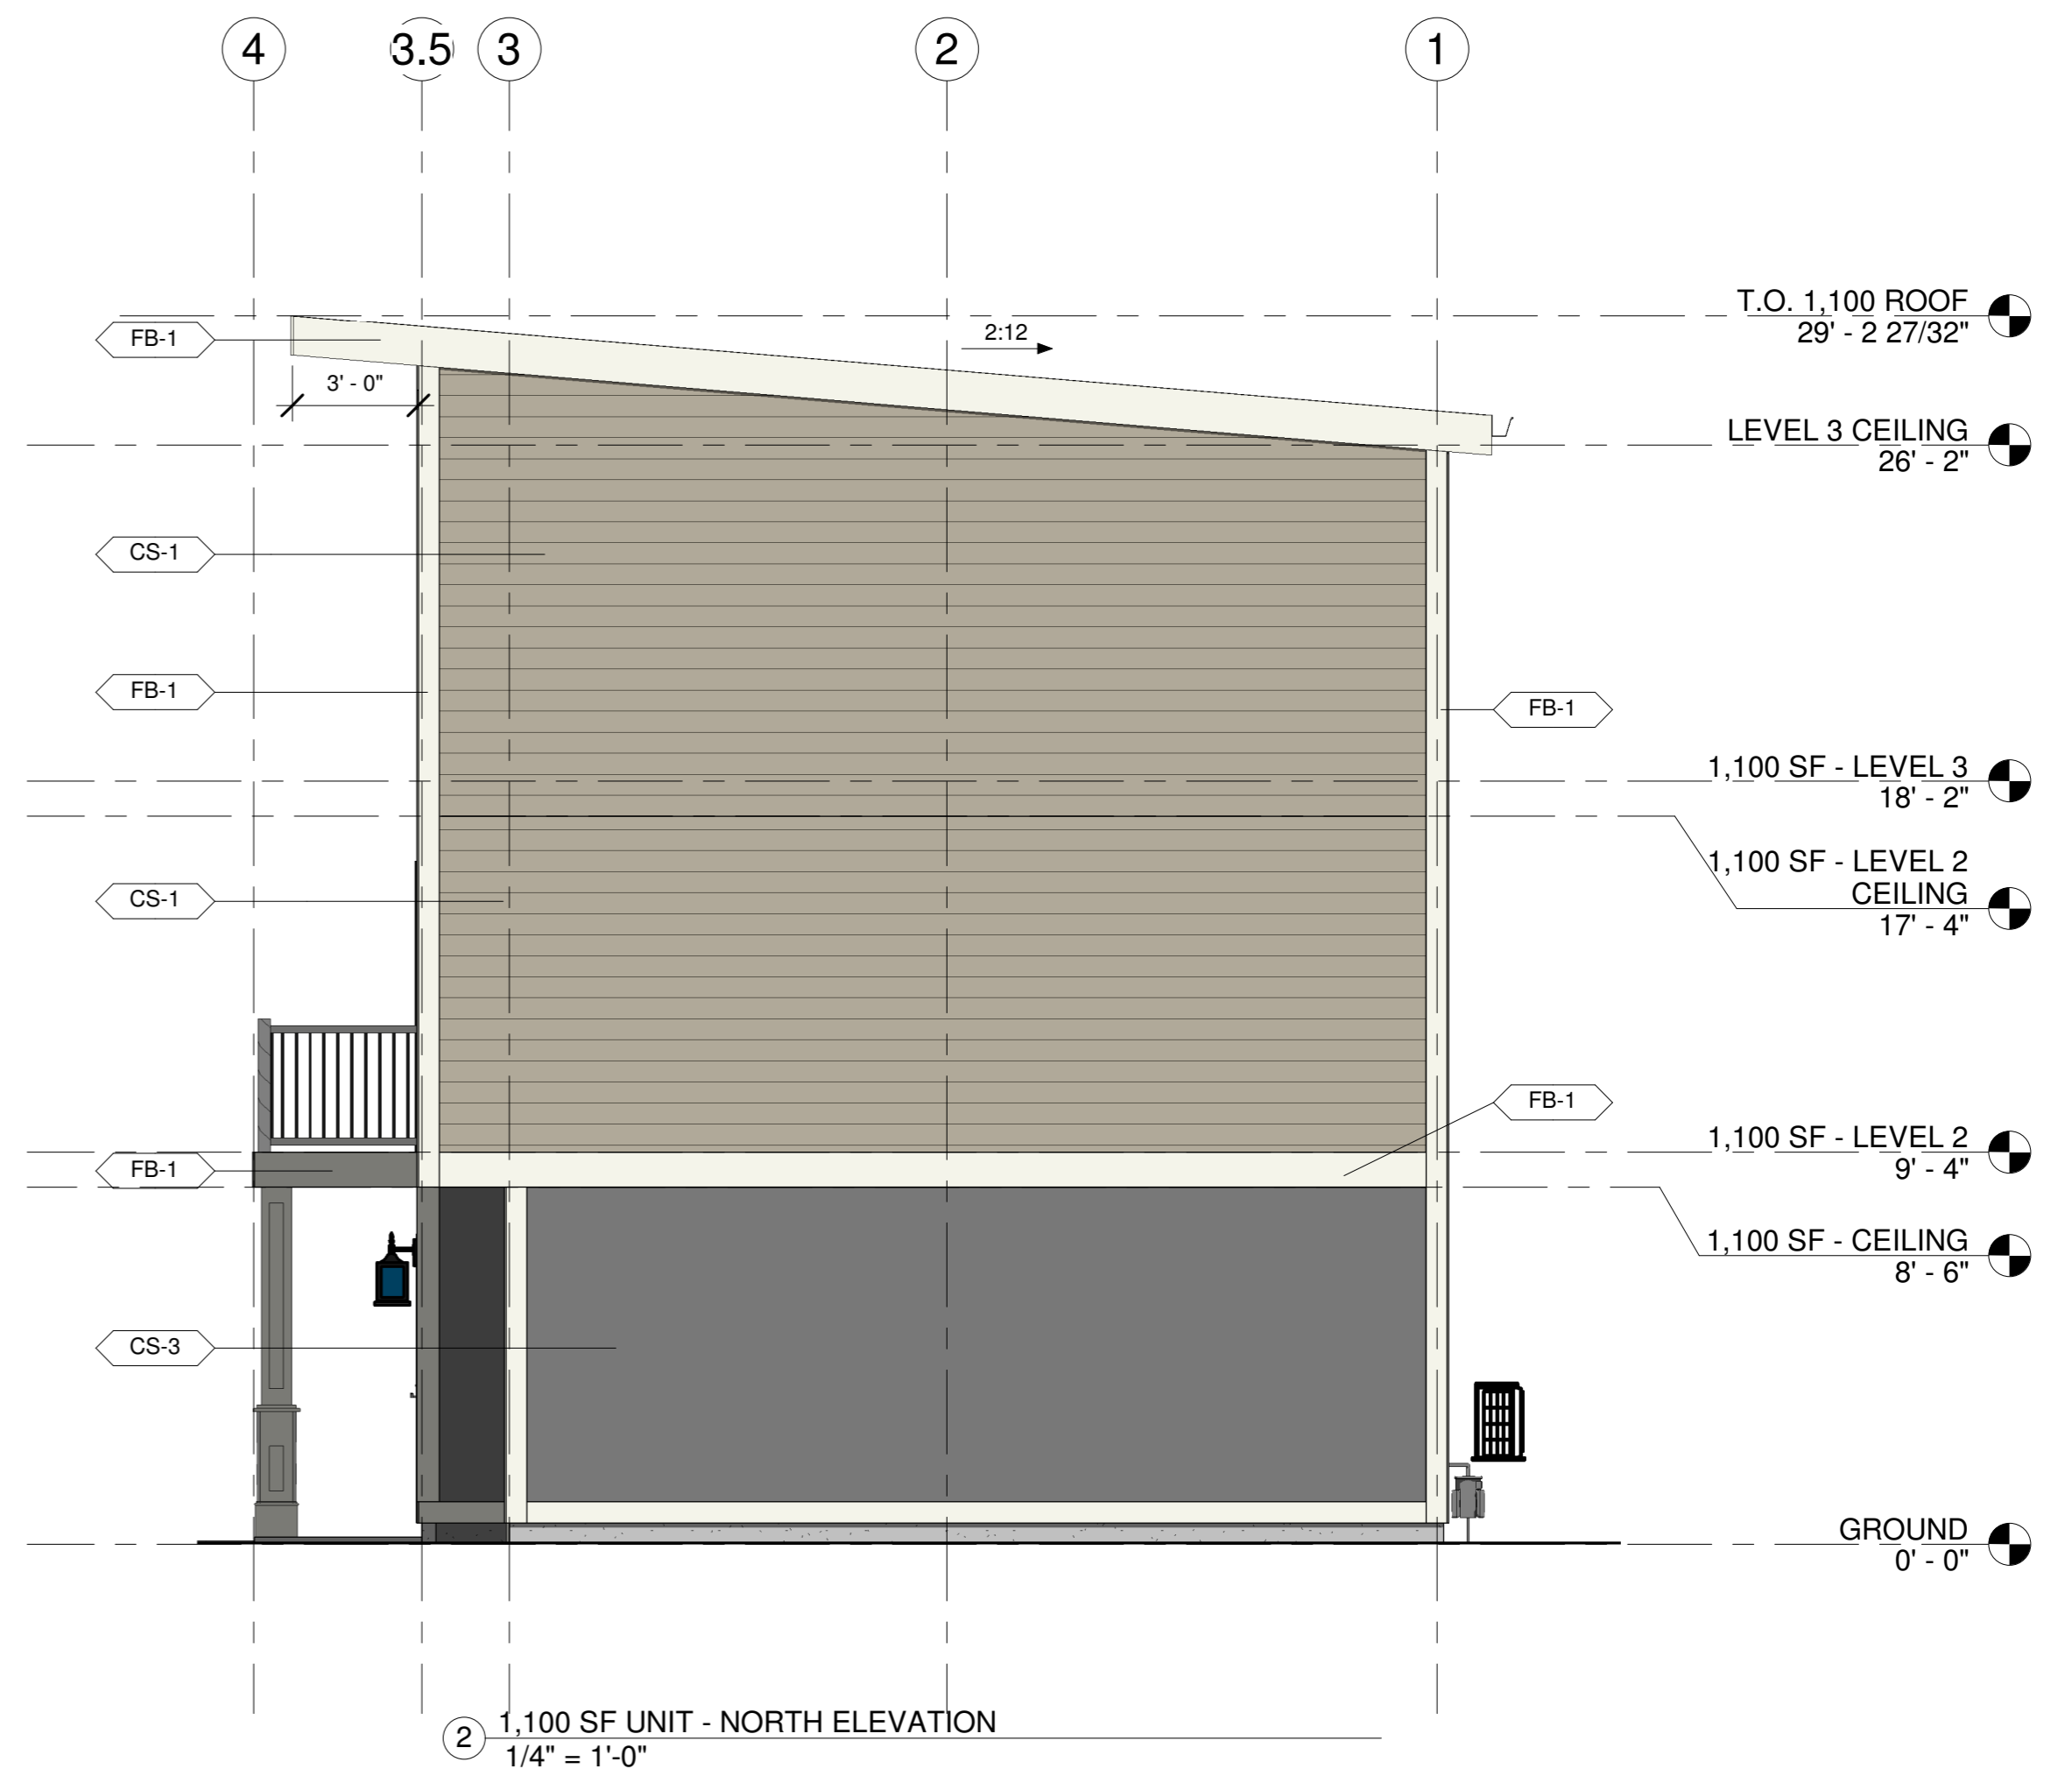 4
3.5
3
2
1
T.O. 1,100 ROOF
29' - 2 27/32"
FB-1
2:12
3' - 0"
LEVEL 3 CEILING
26' - 2"
CS-1
FB-1
FB-1
1,100 SF - LEVEL 3
18' - 2"
1,100 SF - LEVEL 2
CEILING
17' - 4"
CS-1
FB-1
1,100 SF - LEVEL 2
9' - 4"
FB-1
1,100 SF - CEILING
8' - 6"
CS-3
GROUND
0' - 0"
2
1,100 SF UNIT - NORTH ELEVATION
1/4" = 1'-0"